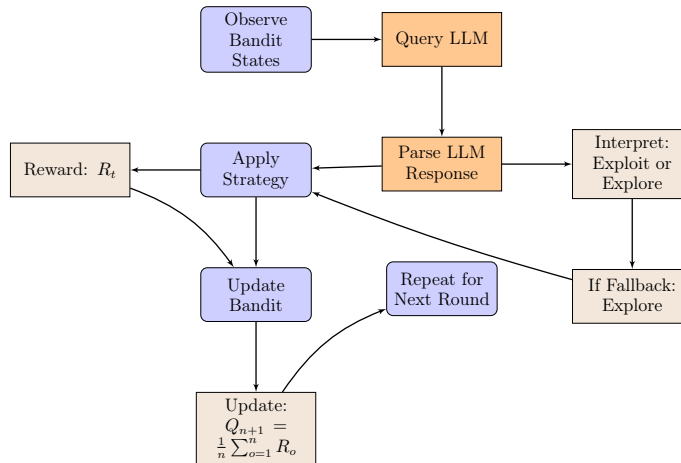 Observe
Bandit
States
Query LLM
Reward: $R_t$
Apply
Strategy
Parse LLM
Response
Interpret:
Exploit or
Explore
Update
Bandit
Repeat for
Next Round
If Fallback:
Explore
Update:
$Q_{n+1} =$
$\frac{1}{n} \sum_{o=1}^{n} R_o$